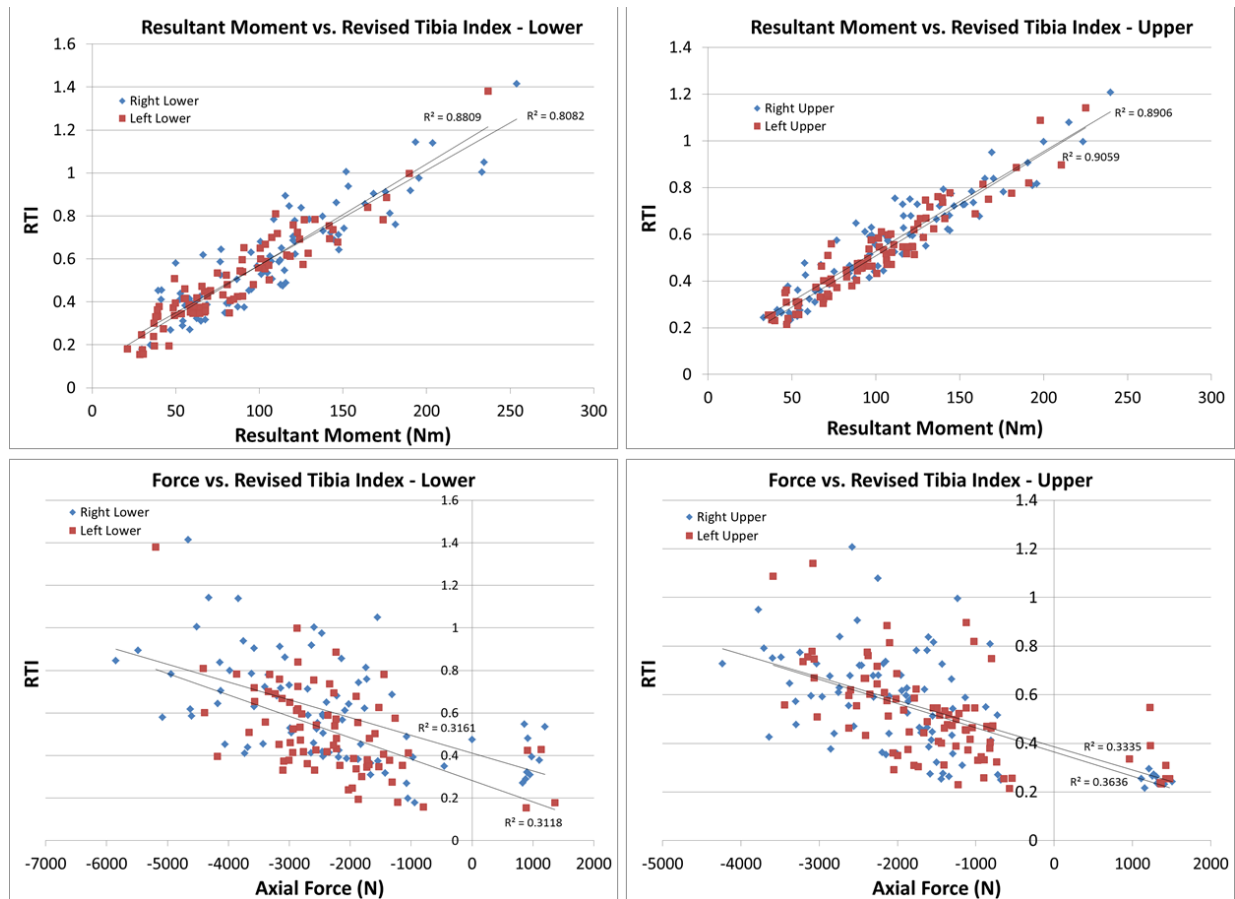 Resultant Moment vs. Revised Tibia Index - Lower
1.6
1.4
1.2
1
0.8
0.6
0.4
0.2
0
RTI
Right Lower
Left Lower
R² = 0.8809
R² = 0.8082
0 50 100 150 200 250 300
Resultant Moment (Nm)
Resultant Moment vs. Revised Tibia Index - Upper
1.4
1.2
1
0.8
0.6
0.4
0.2
0
RTI
Right Upper
Left Upper
R² = 0.8906
R² = 0.9059
0 50 100 150 200 250 300
Resultant Moment (Nm)
Force vs. Revised Tibia Index - Lower
1.6
1.4
1.2
1
0.8
0.6
0.4
0.2
0
RTI
Right Lower
Left Lower
R² = 0.3161
R² = 0.3118
-7000 -6000 -5000 -4000 -3000 -2000 -1000 0 1000 2000
Axial Force (N)
Force vs. Revised Tibia Index - Upper
1.4
1.2
1
0.8
0.6
0.4
0.2
0
RTI
Right Upper
Left Upper
R² = 0.3335
R² = 0.3636
-5000 -4000 -3000 -2000 -1000 0 1000 2000
Axial Force (N)